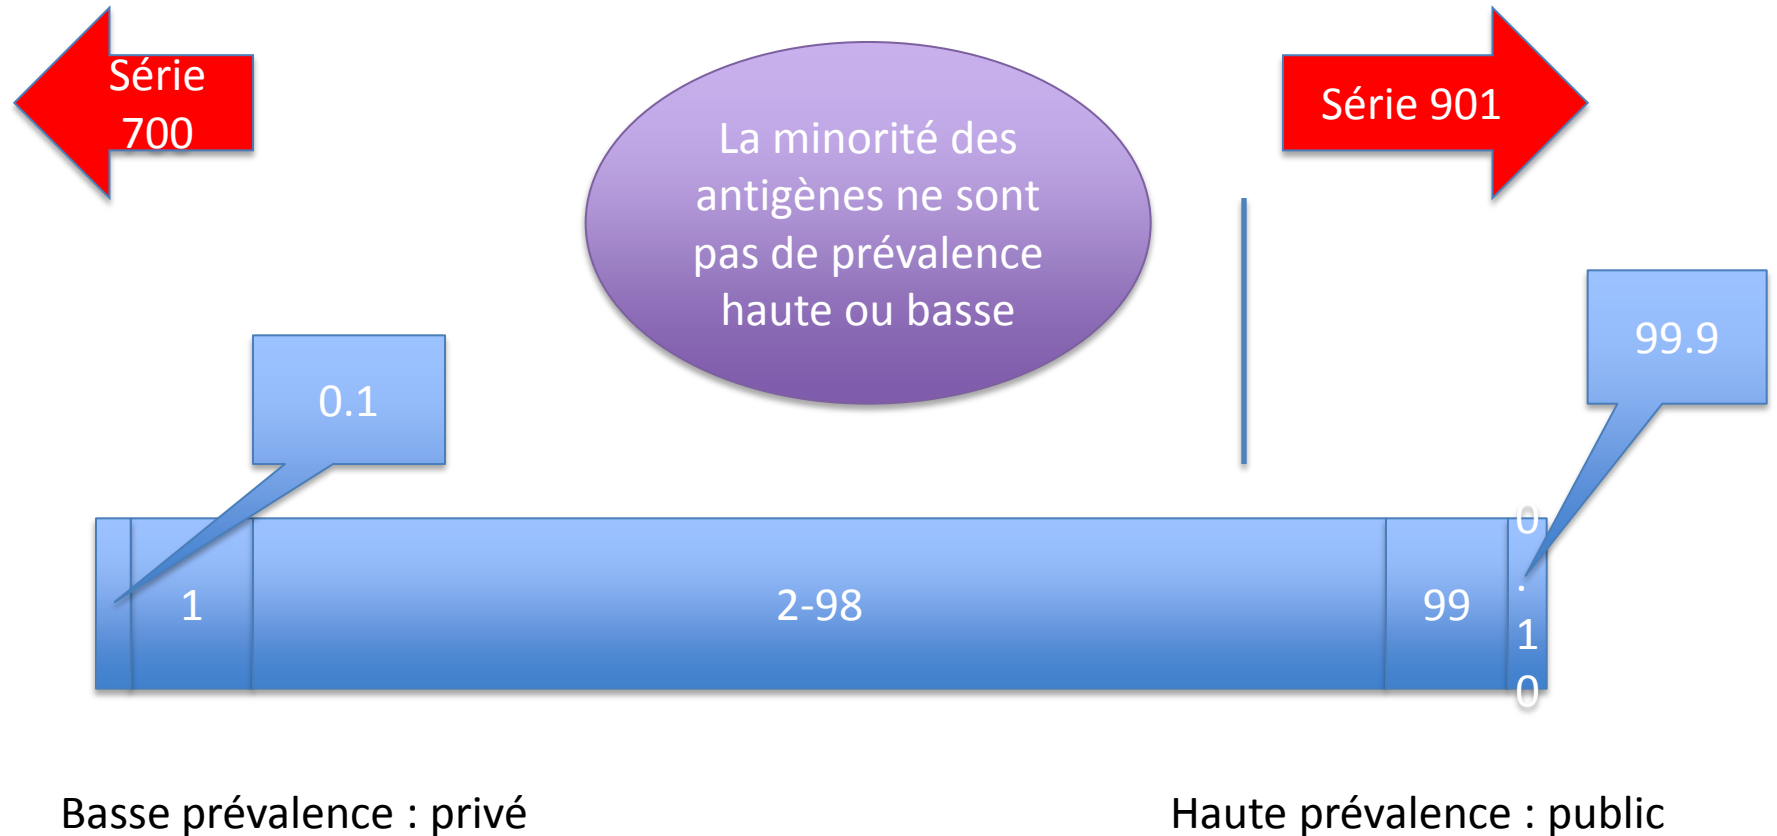 Série
700
Série 901
La minorité des
antigènes ne sont
pas de prévalence
haute ou basse
0.1
99.9
1
2-98
99
0
.
1
0
Basse prévalence : privé
Haute prévalence : public